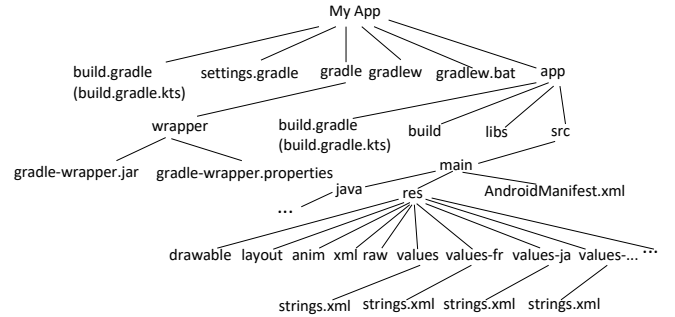 My App
build.gradle
(build.gradle.kts)
settings.gradle
gradle
gradlew
gradlew.bat
app
wrapper
build.gradle
(build.gradle.kts)
build
libs
src
gradle-wrapper.jar
gradle-wrapper.properties
main
java
res
AndroidManifest.xml
...
drawable
layout
anim
xml
raw
values
values-fr
values-ja
values-...
...
strings.xml
strings.xml
strings.xml
strings.xml